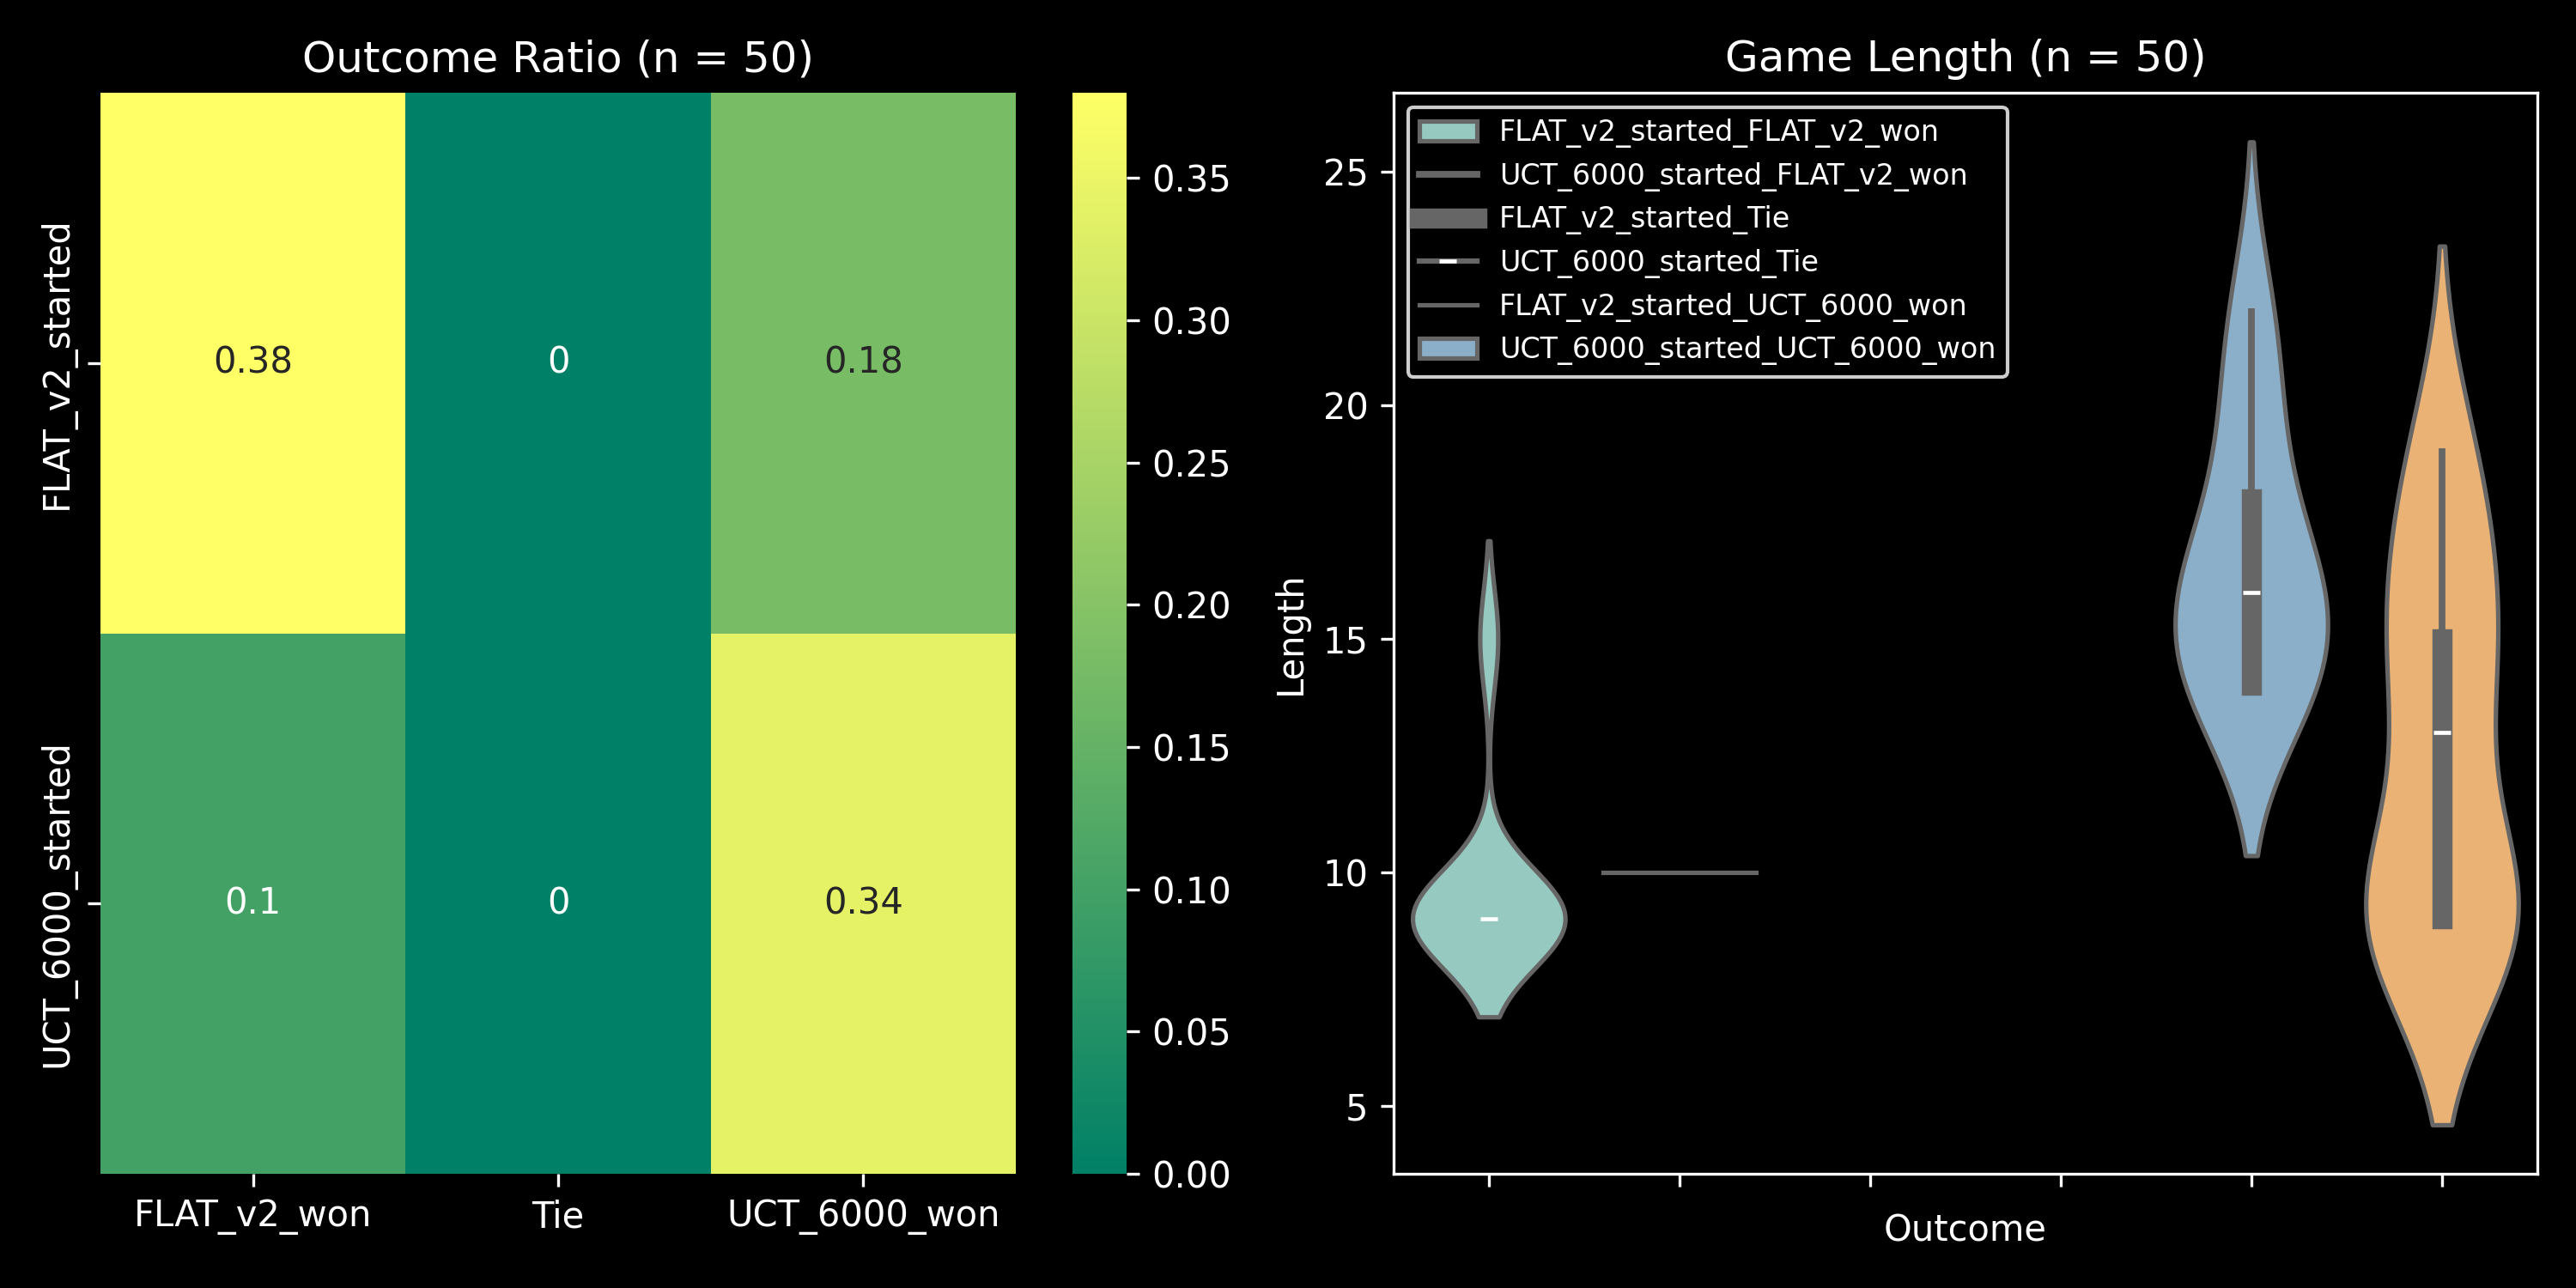 Outcome Ratio (n = 50)
FLAT_v2_started
UCT_6000_started
0.38
0
0.18
0.1
0
0.34
FLAT_v2_won
Tie
UCT_6000_won
0.35
0.30
0.25
0.20
0.15
0.10
0.05
0.00
Game Length (n = 50)
FLAT_v2_started_FLAT_v2_won
UCT_6000_started_FLAT_v2_won
FLAT_v2_started_Tie
UCT_6000_started_Tie
FLAT_v2_started_UCT_6000_won
UCT_6000_started_UCT_6000_won
Length
25
20
15
10
5
Outcome